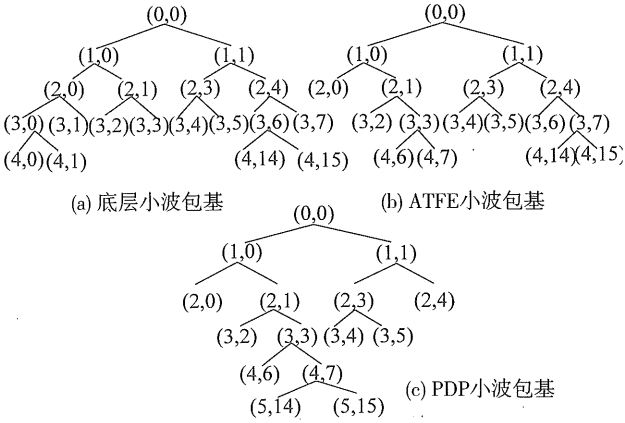 (0,0) (0,0)
(1,0) (1,1) (1,0) (1,1)
(2,0) (2,1) (2,3) (2,4) (2,0) (2,1) (2,3) (2,4)
(3,0) (3,1) (3,2) (3,3) (3,4) (3,5) (3,6) (3,7) (3,2) (3,3) (3,4) (3,5) (3,6) (3,7)
(4,0) (4,1) (4,14) (4,15) (4,6) (4,7) (4,14) (4,15)
(a) 底层小波包基 (b) ATFE小波包基
(0,0)
(1,0) (1,1)
(2,0) (2,1) (2,3) (2,4)
(3,2) (3,3) (3,4) (3,5)
(4,6) (4,7)
(c) PDP小波包基
(5,14) (5,15)